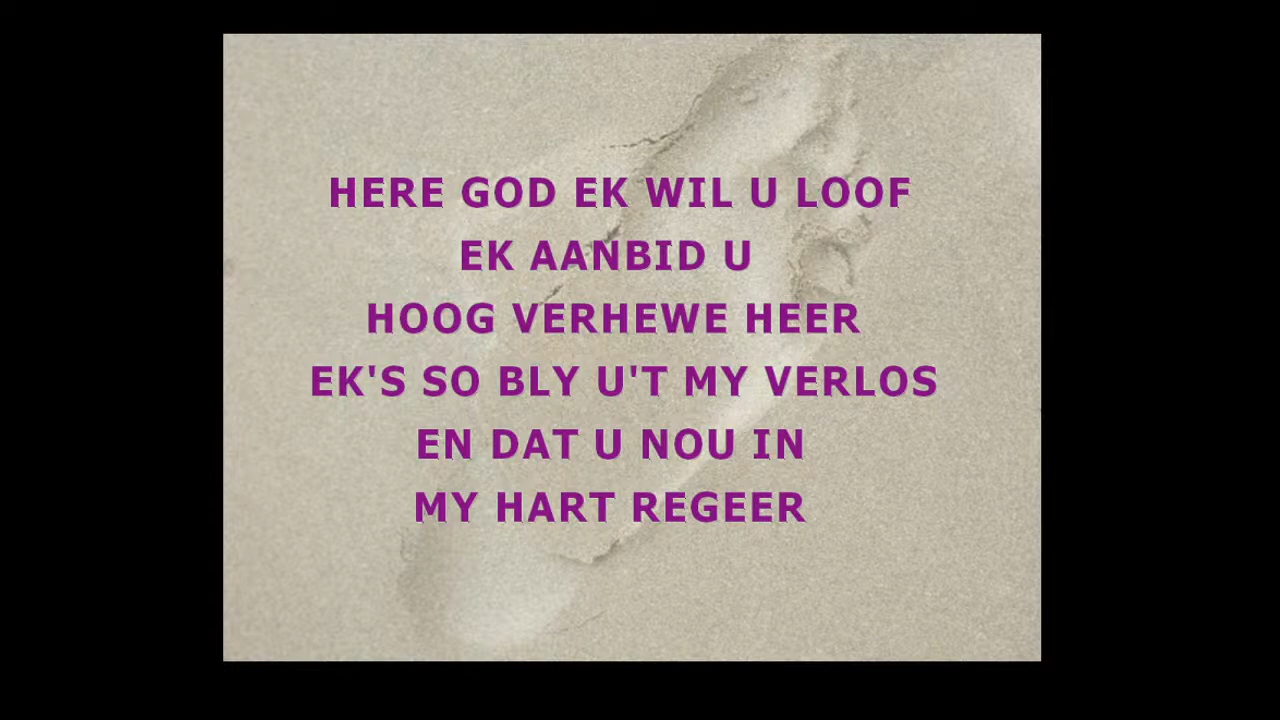 HERE GOD EK WIL U LOOF
EK AANBID U
HOOG VERHEWE HEER
EK'S SO BLY U'T MY VERLOS
EN DAT U NOU IN
MY HART REGEER